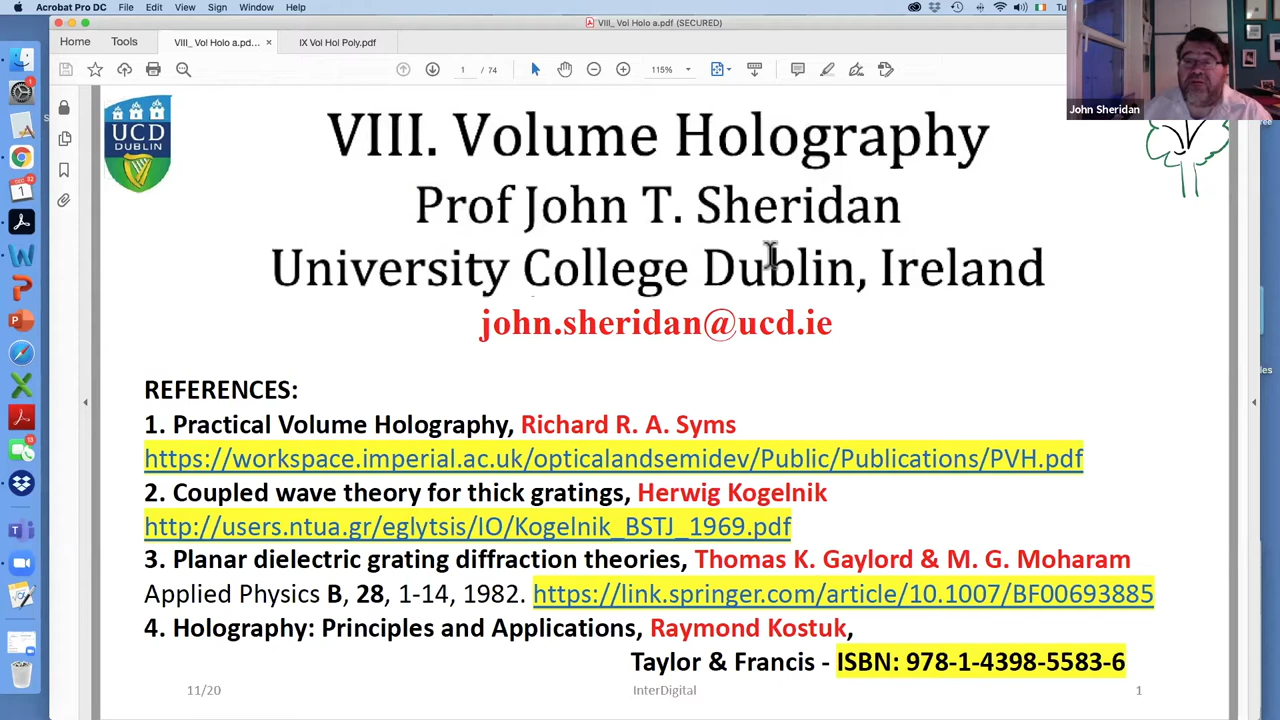 Acrobat Pro DC File Edit View Sign Window Help
VIII_ Vol Holo a.pdf (SECURED)
Home Tools VIII_ Vol Holo a.pd... × IX Vol Hol Poly.pdf
1 / 74 115%
John Sheridan
UCD
DUBLIN
VIII. Volume Holography
Prof John T. Sheridan
University College Dublin, Ireland
john.sheridan@ucd.ie
REFERENCES:
1. Practical Volume Holography, Richard R. A. Syms
https://workspace.imperial.ac.uk/opticalandsemidev/Public/Publications/PVH.pdf
2. Coupled wave theory for thick gratings, Herwig Kogelnik
http://users.ntua.gr/eglytsis/IO/Kogelnik_BSTJ_1969.pdf
3. Planar dielectric grating diffraction theories, Thomas K. Gaylord & M. G. Moharam
Applied Physics B, 28, 1-14, 1982. https://link.springer.com/article/10.1007/BF00693885
4. Holography: Principles and Applications, Raymond Kostuk,
Taylor & Francis - ISBN: 978-1-4398-5583-6
11/20 InterDigital 1